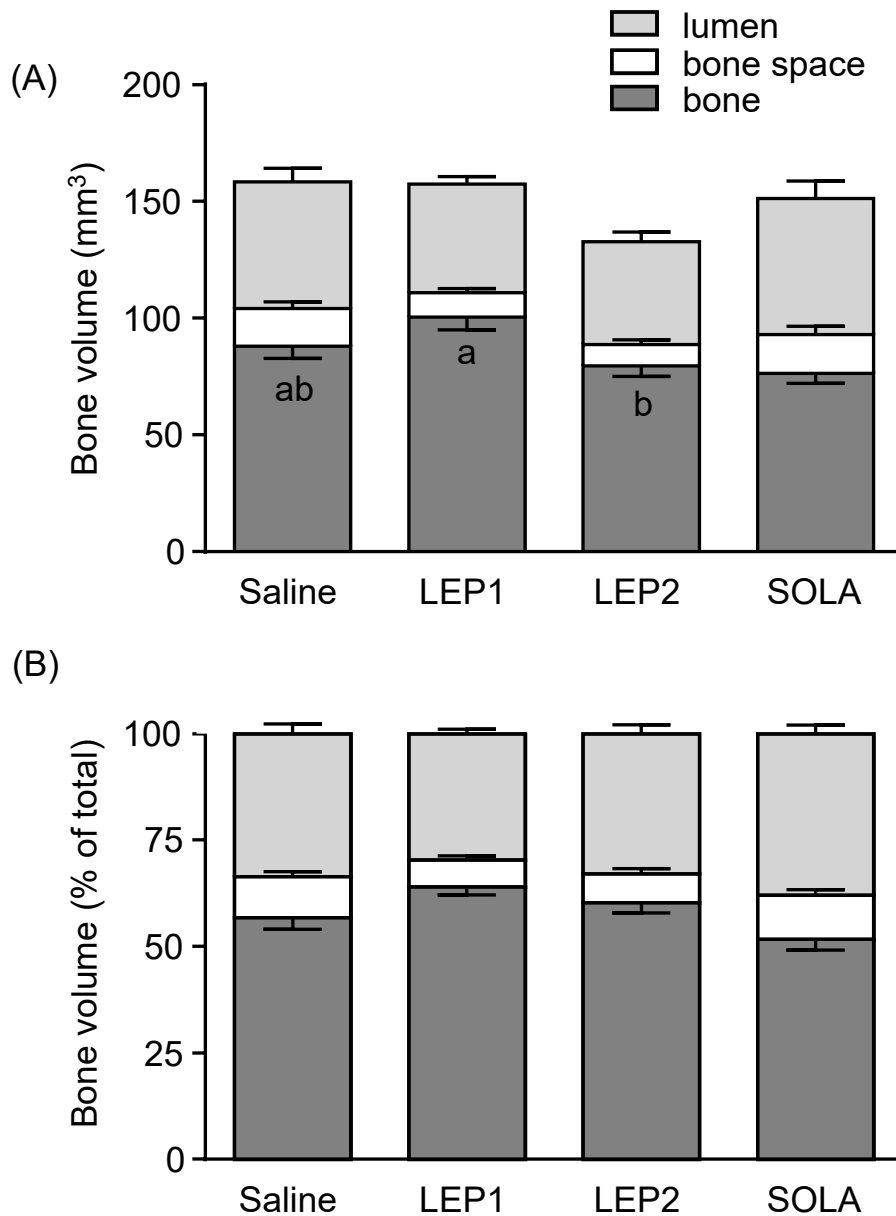 lumen
bone space
bone
(A)
Bone volume (mm³)
200
150
100
50
0
ab
a
b
Saline LEP1 LEP2 SOLA
(B)
Bone volume (% of total)
100
75
50
25
0
Saline LEP1 LEP2 SOLA